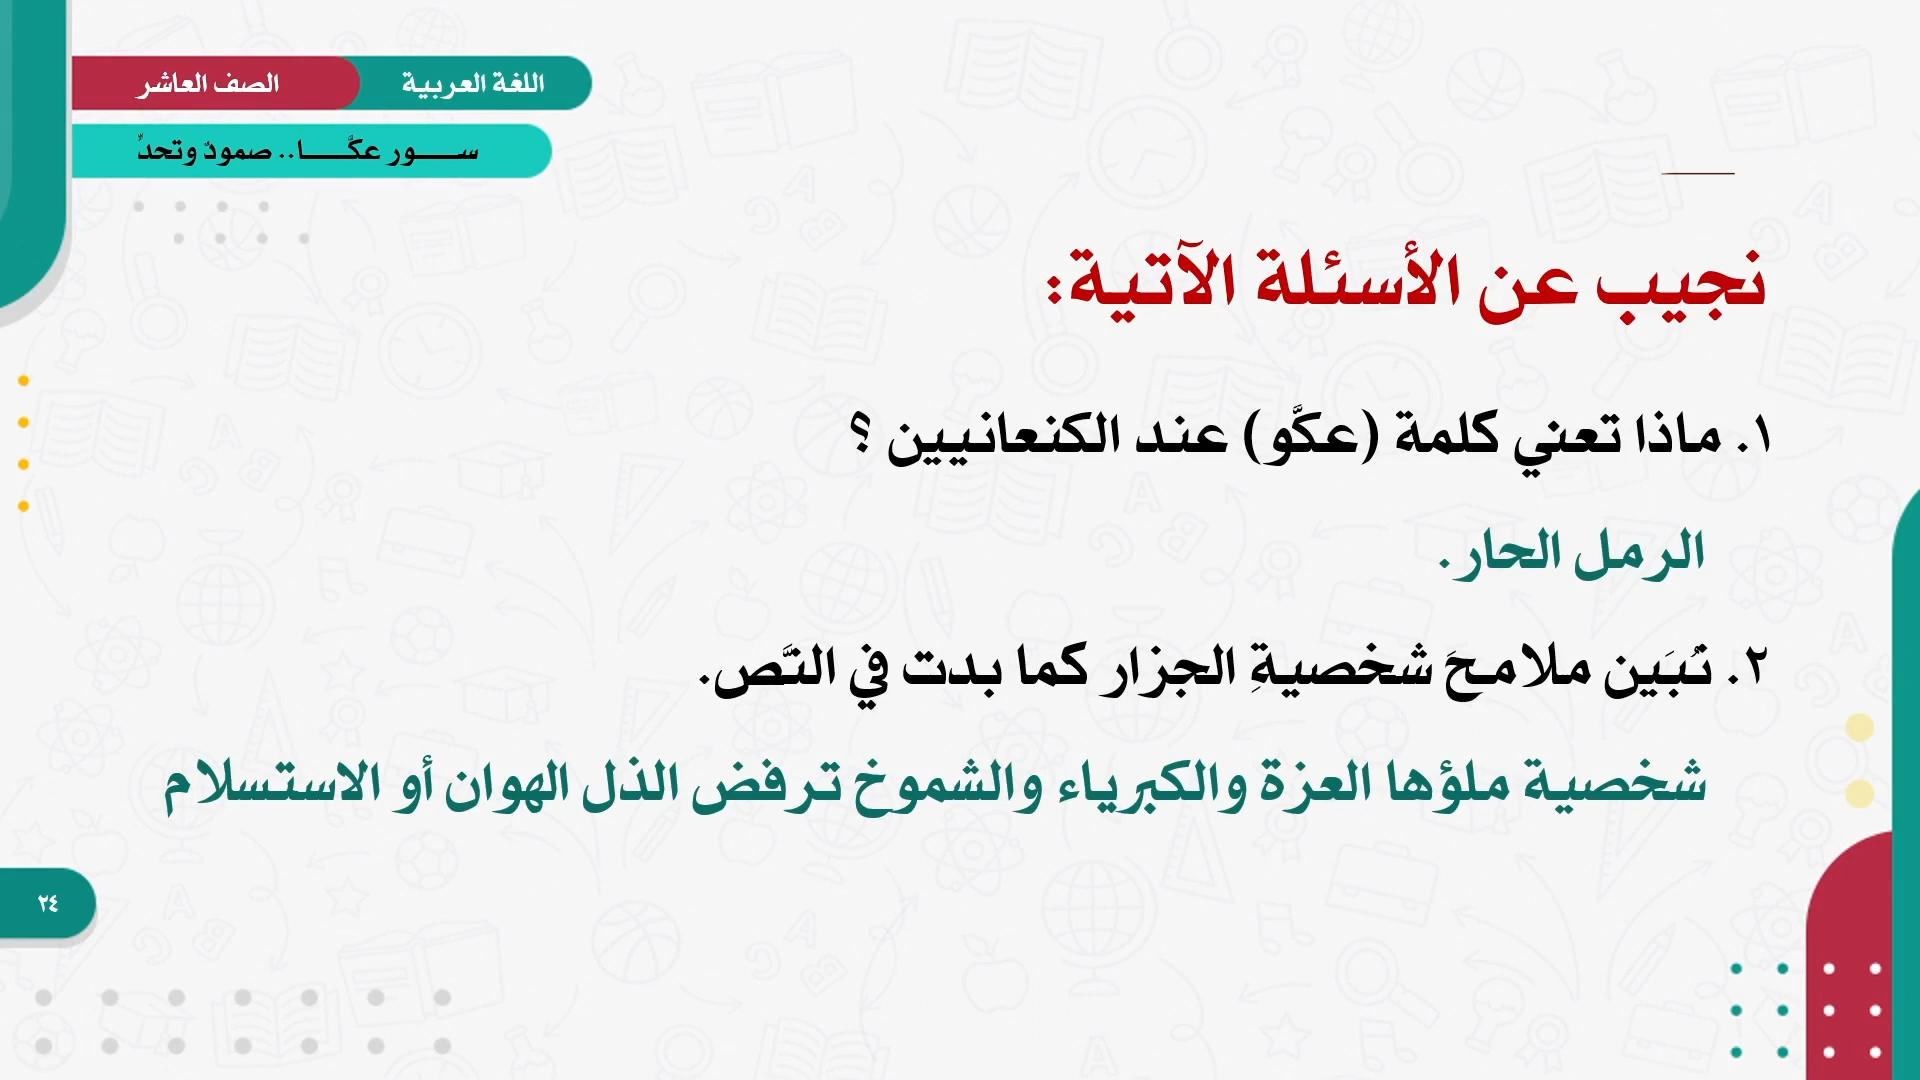 اللغة العربية
الصف العاشر
ســـــور عكَّـــــا.. صمودٌ وتحدٍّ
نجيب عن الأسئلة الآتية:
١. ماذا تعني كلمة (عكَّو) عند الكنعانيين ؟
الرمل الحار.
٢. نُبَين ملامحَ شخصيةِ الجزار كما بدت في النَّص.
شخصية ملؤها العزة والكبرياء والشموخ ترفض الذل الهوان أو الاستسلام
٢٤